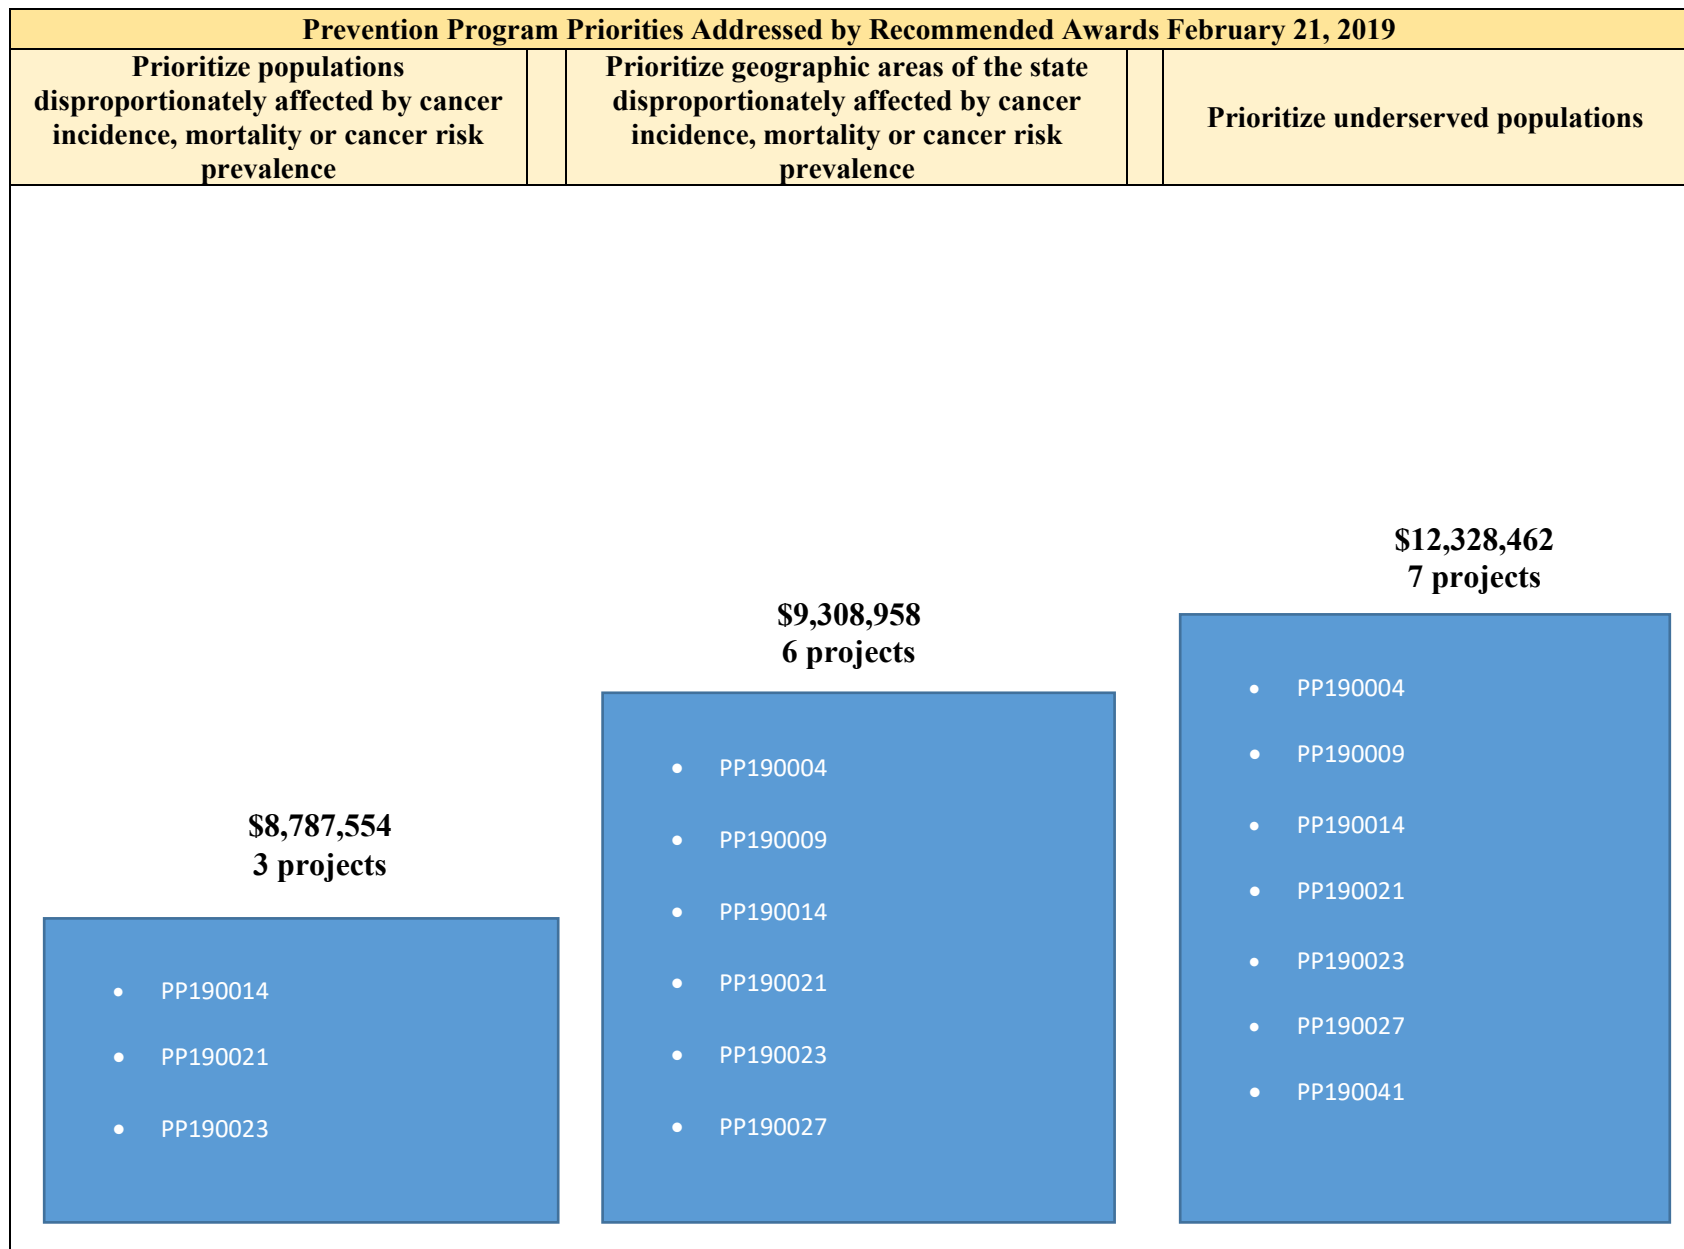 Prevention Program Priorities Addressed by Recommended Awards February 21, 2019
Prioritize populations
disproportionately affected by cancer
incidence, mortality or cancer risk
prevalence
Prioritize geographic areas of the state
disproportionately affected by cancer
incidence, mortality or cancer risk
prevalence
Prioritize underserved populations
$8,787,554
3 projects
• PP190014
• PP190021
• PP190023
$9,308,958
6 projects
• PP190004
• PP190009
• PP190014
• PP190021
• PP190023
• PP190027
$12,328,462
7 projects
• PP190004
• PP190009
• PP190014
• PP190021
• PP190023
• PP190027
• PP190041